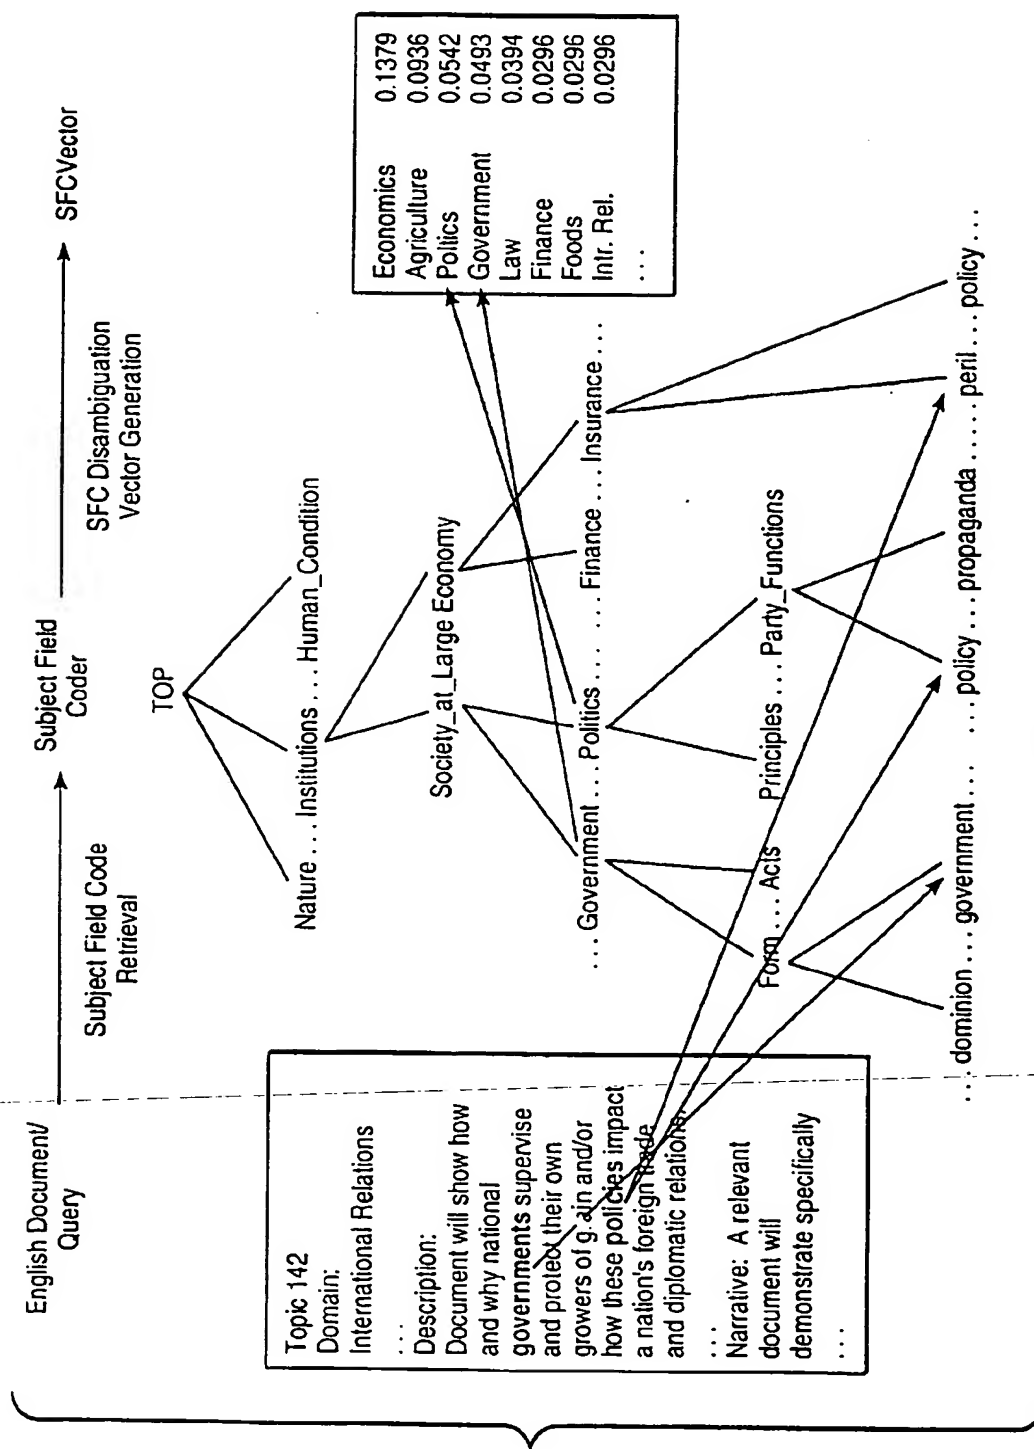 English Document/
Query
Subject Field Code
Retrieval
Subject Field
Coder
SFC Disambiguation
Vector Generation
SFCVector
Topic 142
Domain:
International Relations
...
Description:
Document will show how
and why national
governments supervise
and protect their own
growers of g.ain and/or
how these policies impact
a nation's foreign trade
and diplomatic relations.
...
Narrative: A relevant
document will
demonstrate specifically
...
TOP
Nature ... Institutions ... Human_Condition
Society_at_Large Economy
... Government ... Politics ... ... Finance ... Insurance ...
Form ... Acts Principles ... Party_Functions
... dominion ... government ... ... policy ... propaganda ...... peril ... policy ...
Economics 0.1379
Agriculture 0.0936
Poltics 0.0542
Government 0.0493
Law 0.0394
Finance 0.0296
Foods 0.0296
Intr. Rel. 0.0296
...